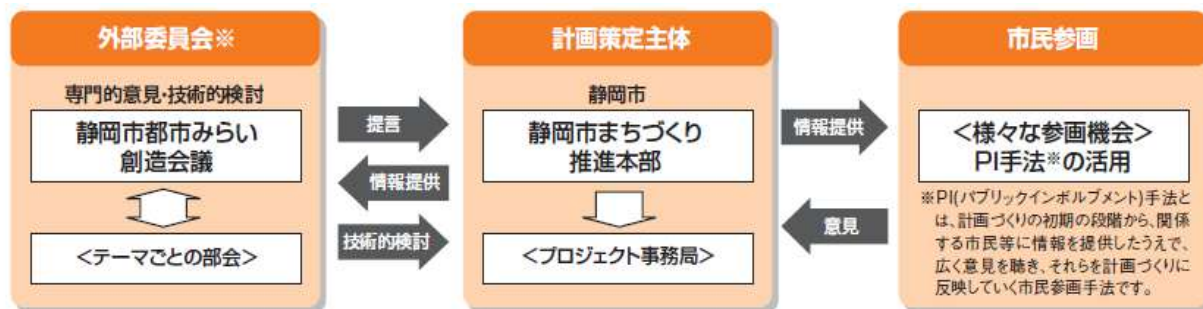 外部委員会※
専門的意見・技術的検討
静岡市都市みらい
創造会議
<テーマごとの部会>
提言
情報提供
技術的検討
計画策定主体
静岡市
静岡市まちづくり
推進本部
<プロジェクト事務局>
情報提供
意見
市民参画
<様々な参画機会>
PI手法※の活用
※PI(パブリックインボルブメント)手法と
は、計画づくりの初期の段階から、関係
する市民等に情報を提供したうえで、
広く意見を聴き、それらを計画づくりに
反映していく市民参画手法です。